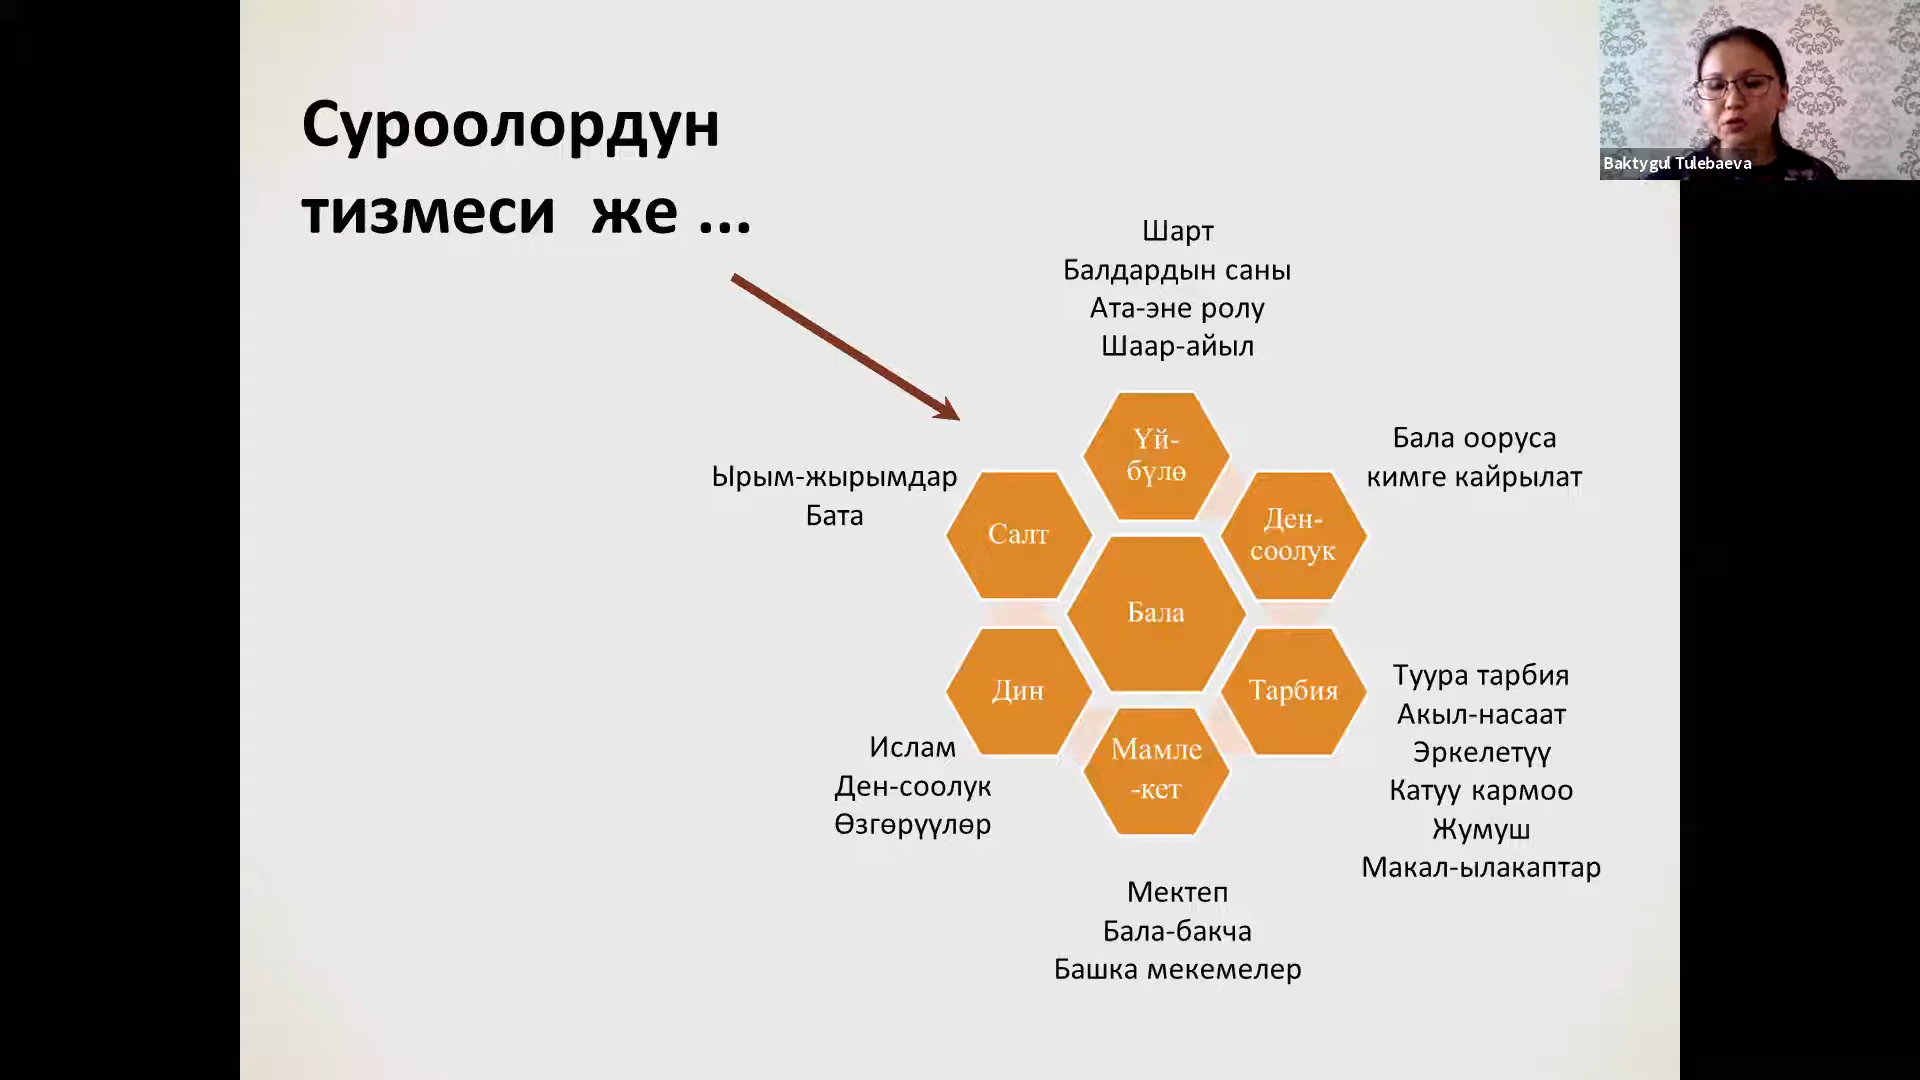 Суроолордун
тизмеси же ...
Baktygul Tulebaeva
Шарт
Балдардын саны
Ата-эне ролу
Шаар-айыл
Үй-
бүлө
Бала ооруса
кимге кайрылат
Ден-
соолук
Ырым-жырымдар
Бата
Салт
Бала
Дин
Ислам
Ден-соолук
Өзгөрүүлөр
Тарбия
Туура тарбия
Акыл-насаат
Эркелетүү
Катуу кармоо
Жумуш
Макал-ылакаптар
Мамле
-кет
Мектеп
Бала-бакча
Башка мекемелер